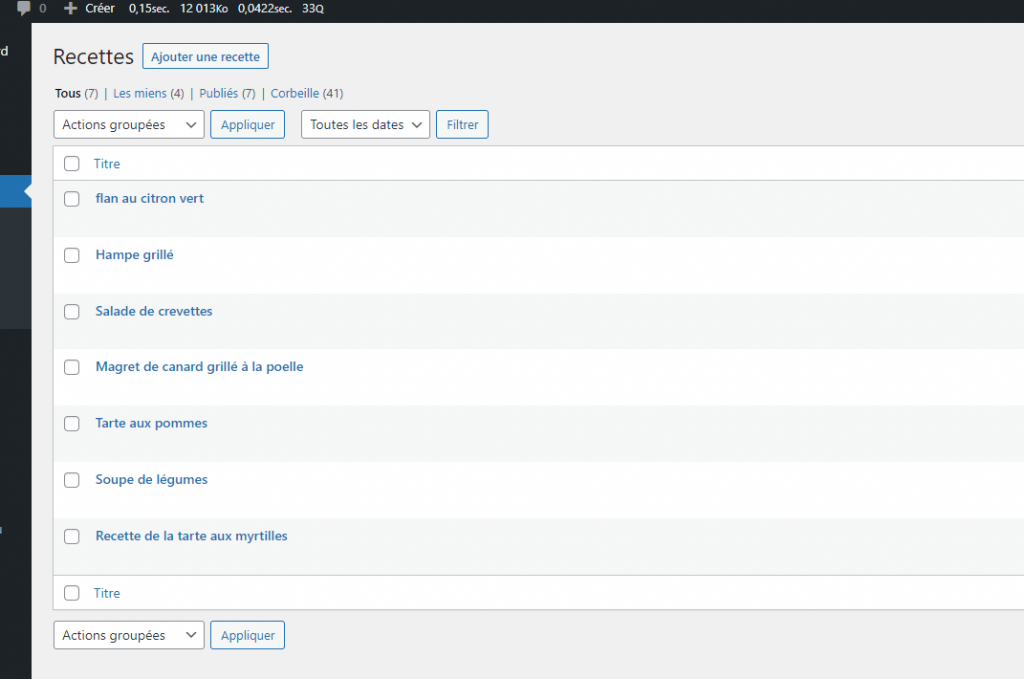 0 Créer 0,15sec. 12 013Ko 0,0422sec. 33Q
Recettes Ajouter une recette
Tous (7) | Les miens (4) | Publiés (7) | Corbeille (41)
Actions groupées Appliquer Toutes les dates Filtrer
Titre
flan au citron vert
Hampe grillé
Salade de crevettes
Magret de canard grillé à la poelle
Tarte aux pommes
Soupe de légumes
Recette de la tarte aux myrtilles
Titre
Actions groupées Appliquer